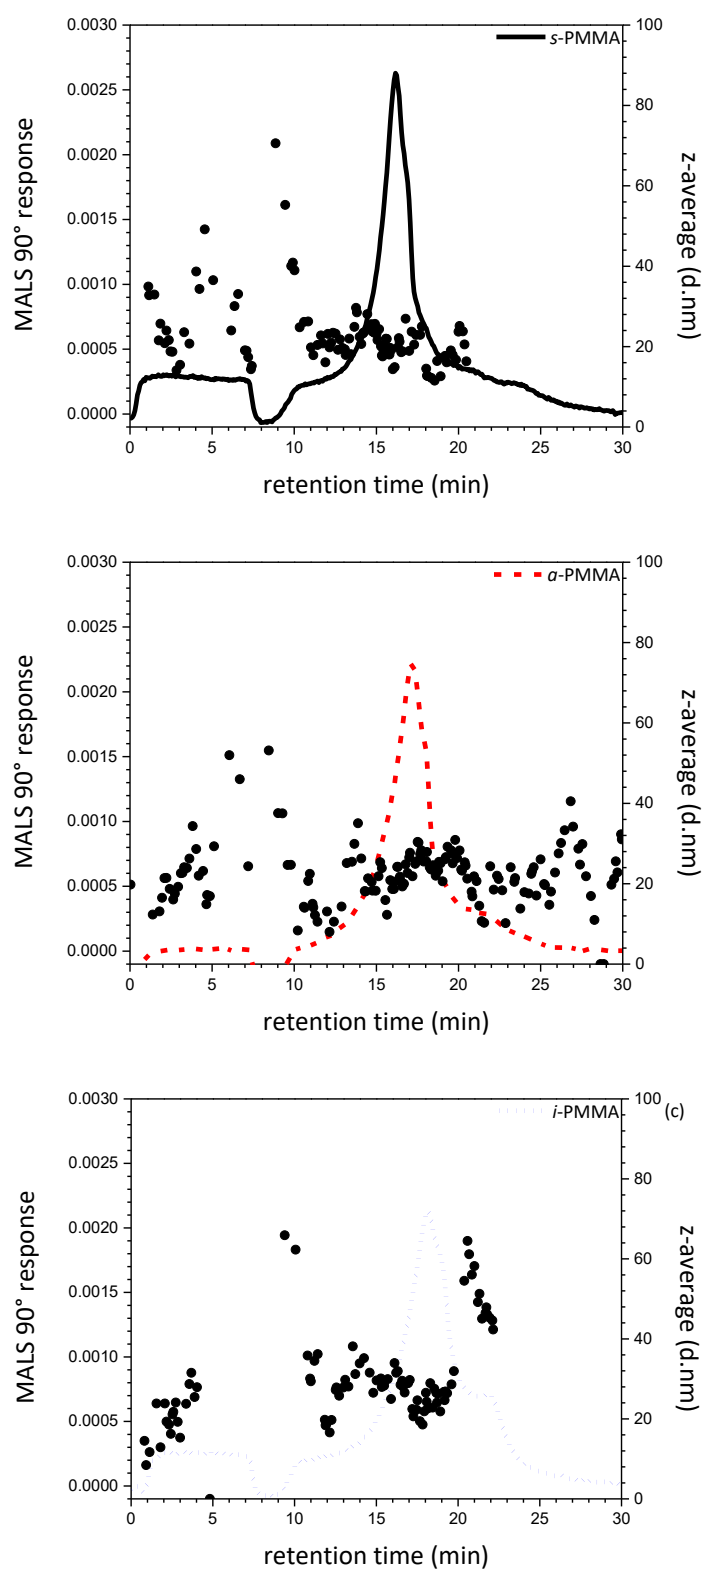 0.0030
0.0025
0.0020
0.0015
0.0010
0.0005
0.0000
MALS 90° response
s-PMMA
100
80
60
40
20
0
z-average (d.nm)
0 5 10 15 20 25 30
retention time (min)
0.0030
0.0025
0.0020
0.0015
0.0010
0.0005
0.0000
MALS 90° response
a-PMMA
100
80
60
40
20
0
z-average (d.nm)
0 5 10 15 20 25 30
retention time (min)
0.0030
0.0025
0.0020
0.0015
0.0010
0.0005
0.0000
MALS 90° response
i-PMMA
100
80
60
40
20
0
(c)
z-average (d.nm)
0 5 10 15 20 25 30
retention time (min)